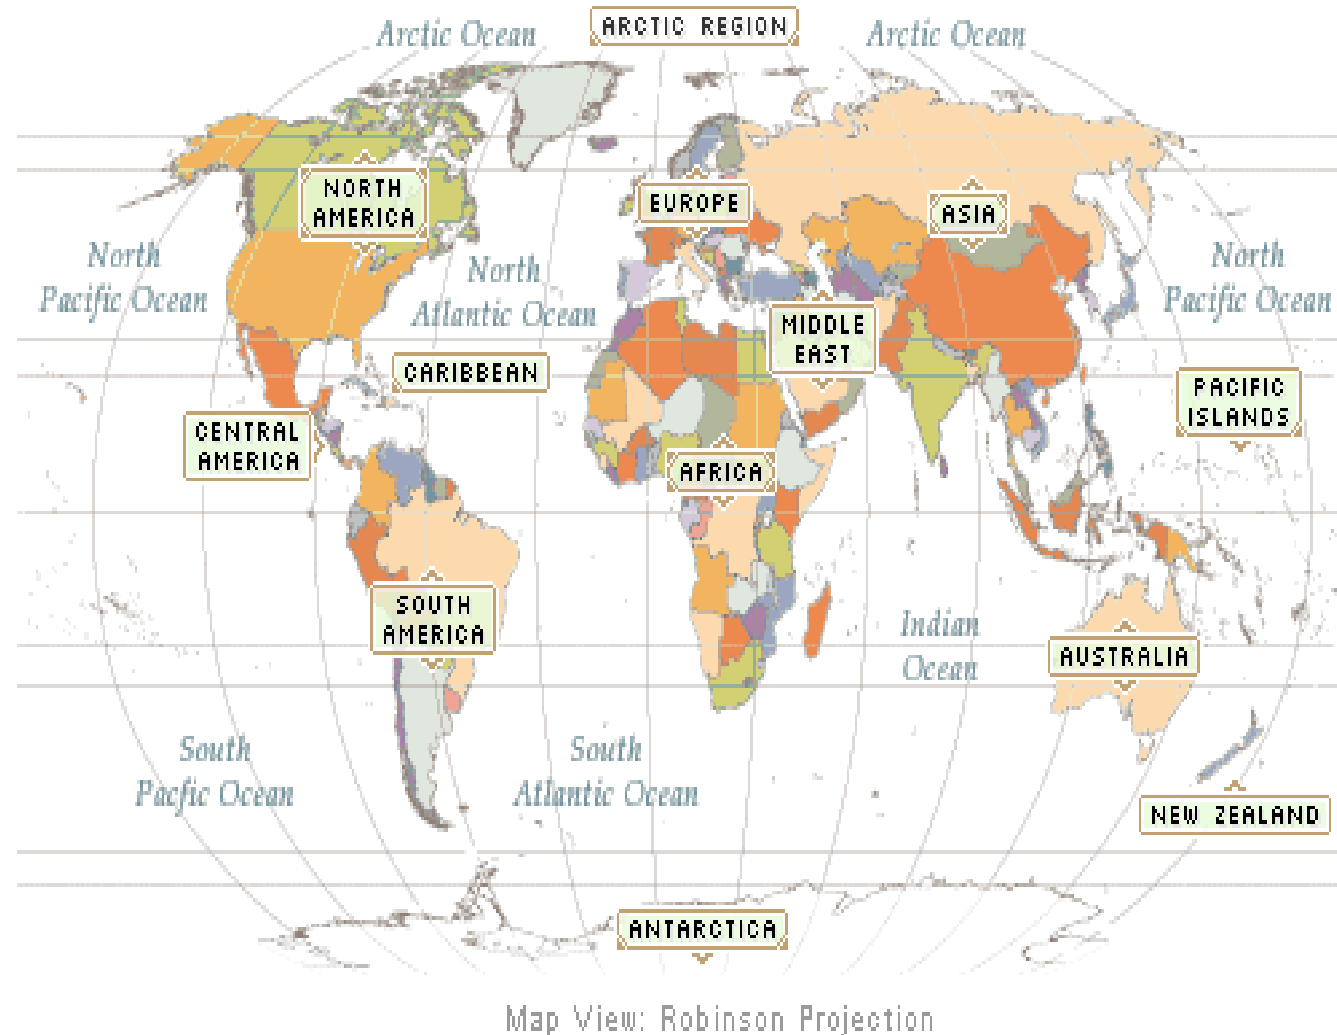 ARCTIC REGION
Arctic Ocean
Arctic Ocean
NORTH
AMERICA
EUROPE
ASIA
North
Pacific Ocean
North
Atlantic Ocean
North
Pacific Ocean
MIDDLE
EAST
CARIBBEAN
PACIFIC
ISLANDS
CENTRAL
AMERICA
AFRICA
SOUTH
AMERICA
Indian
Ocean
AUSTRALIA
South
Pacfic Ocean
South
Atlantic Ocean
NEW ZEALAND
ANTARCTICA
Map View: Robinson Projection